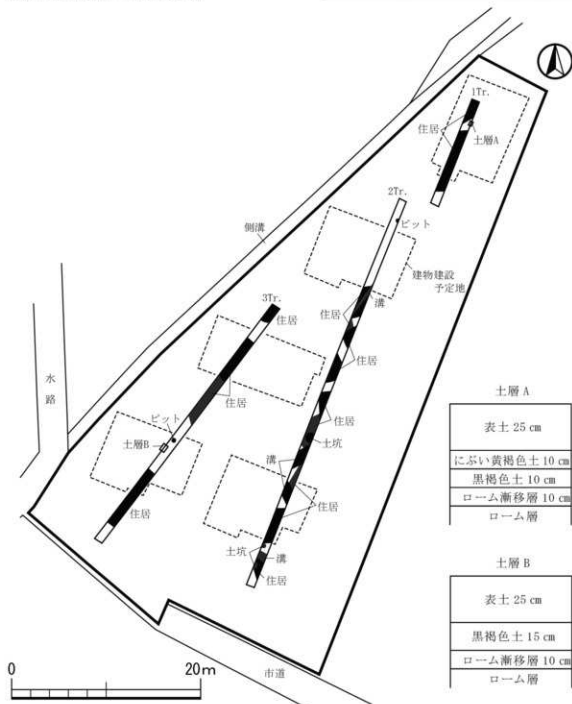 1Tr.
住居
土層A
2Tr.
ピット
側溝
建物建設
予定地
3Tr.
溝
住居
住居
住居
水
路
住居
住居
ピット
土層B
土坑
溝
住居
住居
土坑
溝
住居
市道
0
20m
土層 A
表土 25 cm
にぶい黄褐色土 10 cm
黒褐色土 10 cm
ローム漸移層 10 cm
ローム層
土層 B
表土 25 cm
黒褐色土 15 cm
ローム漸移層 10 cm
ローム層